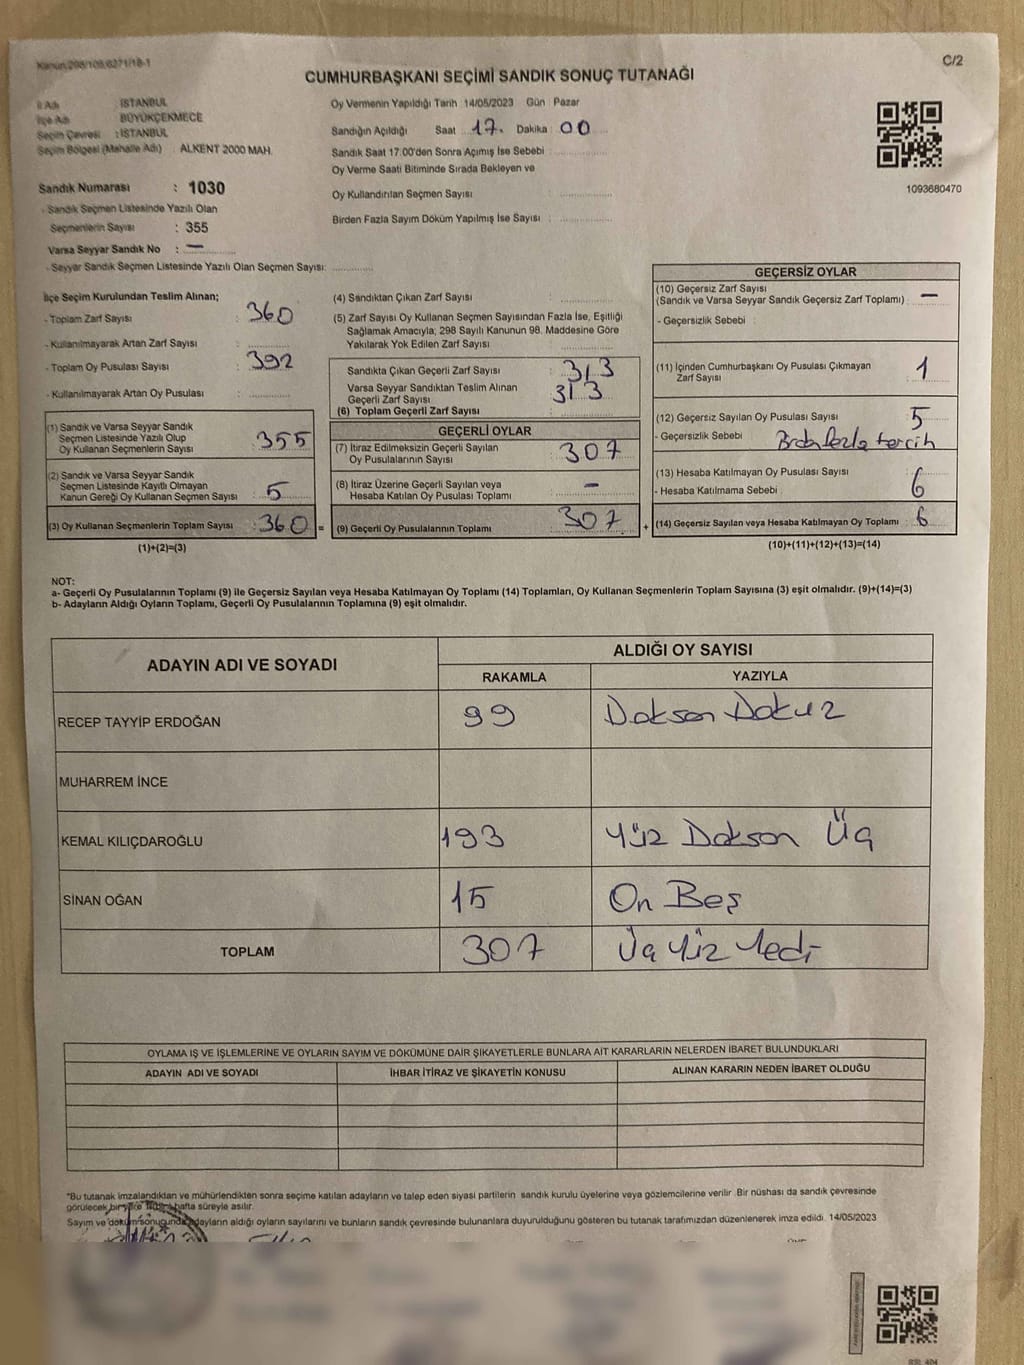 Kanun:298/106,6271/18-1
C/2
CUMHURBAŞKANI SEÇİMİ SANDIK SONUÇ TUTANAĞI
İl Adı : İSTANBUL
İlçe Adı : BÜYÜKÇEKMECE
Seçim Çevresi : İSTANBUL
Seçim Bölgesi (Mahalle Adı) : ALKENT 2000 MAH.
Sandık Numarası : 1030
- Sandık Seçmen Listesinde Yazılı Olan
Seçmenlerin Sayısı : 355
Varsa Seyyar Sandık No : —
- Seyyar Sandık Seçmen Listesinde Yazılı Olan Seçmen Sayısı:
Oy Vermenin Yapıldığı Tarih 14/05/2023 Gün : Pazar
Sandığın Açıldığı Saat 17. Dakika 00
Sandık Saat 17:00'den Sonra Açımış İse Sebebi :
Oy Verme Saati Bitiminde Sırada Bekleyen ve
Oy Kullandırılan Seçmen Sayısı :
Birden Fazla Sayım Döküm Yapılmış İse Sayısı :
1093680470
İlçe Seçim Kurulundan Teslim Alınan;
- Toplam Zarf Sayısı : 360
- Kullanılmayarak Artan Zarf Sayısı :
- Toplam Oy Pusulası Sayısı : 392
- Kullanılmayarak Artan Oy Pusulası :
(1) Sandık ve Varsa Seyyar Sandık
Seçmen Listesinde Yazılı Olup
Oy Kullanan Seçmenlerin Sayısı : 355
(2) Sandık ve Varsa Seyyar Sandık
Seçmen Listesinde Kayıtlı Olmayan
Kanun Gereği Oy Kullanan Seçmen Sayısı : 5
(3) Oy Kullanan Seçmenlerin Toplam Sayısı : 360 =
(1)+(2)=(3)
(4) Sandıktan Çıkan Zarf Sayısı :
(5) Zarf Sayısı Oy Kullanan Seçmen Sayısından Fazla İse, Eşitliği
Sağlamak Amacıyla; 298 Sayılı Kanunun 98. Maddesine Göre
Yakılarak Yok Edilen Zarf Sayısı :
Sandıkta Çıkan Geçerli Zarf Sayısı : 313
Varsa Seyyar Sandıktan Teslim Alınan
Geçerli Zarf Sayısı : 313
(6) Toplam Geçerli Zarf Sayısı :
GEÇERLİ OYLAR
(7) İtiraz Edilmeksizin Geçerli Sayılan
Oy Pusulalarının Sayısı : 307
(8) İtiraz Üzerine Geçerli Sayılan veya
Hesaba Katılan Oy Pusulası Toplamı : —
(9) Geçerli Oy Pusulalarının Toplamı : 307 +
GEÇERSİZ OYLAR
(10) Geçersiz Zarf Sayısı
(Sandık ve Varsa Seyyar Sandık Geçersiz Zarf Toplamı) : —
- Geçersizlik Sebebi :
(11) İçinden Cumhurbaşkanı Oy Pusulası Çıkmayan
Zarf Sayısı : 1
(12) Geçersiz Sayılan Oy Pusulası Sayısı : 5
- Geçersizlik Sebebi : fazla tercih
(13) Hesaba Katılmayan Oy Pusulası Sayısı : 6
- Hesaba Katılmama Sebebi :
(14) Geçersiz Sayılan veya Hesaba Katılmayan Oy Toplamı : 6
(10)+(11)+(12)+(13)=(14)
NOT:
a- Geçerli Oy Pusulalarının Toplamı (9) ile Geçersiz Sayılan veya Hesaba Katılmayan Oy Toplamı (14) Toplamları, Oy Kullanan Seçmenlerin Toplam Sayısına (3) eşit olmalıdır. (9)+(14)=(3)
b- Adayların Aldığı Oyların Toplamı, Geçerli Oy Pusulalarının Toplamına (9) eşit olmalıdır.
ADAYIN ADI VE SOYADI
ALDIĞI OY SAYISI
RAKAMLA YAZIYLA
RECEP TAYYİP ERDOĞAN 99 Doksan Dokuz
MUHARREM İNCE
KEMAL KILIÇDAROĞLU 193 Yüz Doksan Üç
SİNAN OĞAN 15 On Beş
TOPLAM 307 Üç Yüz Yedi
OYLAMA İŞ VE İŞLEMLERİNE VE OYLARIN SAYIM VE DÖKÜMÜNE DAİR ŞİKAYETLERLE BUNLARA AİT KARARLARIN NELERDEN İBARET BULUNDUKLARI
ADAYIN ADI VE SOYADI İHBAR İTİRAZ VE ŞİKAYETİN KONUSU ALINAN KARARIN NEDEN İBARET OLDUĞU
*Bu tutanak imzalandıktan ve mühürlendikten sonra seçime katılan adayların ve talep eden siyasi partilerin sandık kurulu üyelerine veya gözlemcilerine verilir .Bir nüshası da sandık çevresinde
görülecek bir yere hafta süreyle asılır.
Sayım ve döküm sonucunda adayların aldığı oyların sayılarını ve bunların sandık çevresinde bulunanlara duyurulduğunu gösteren bu tutanak tarafımızdan düzenlenerek imza edildi. 14/05/2023